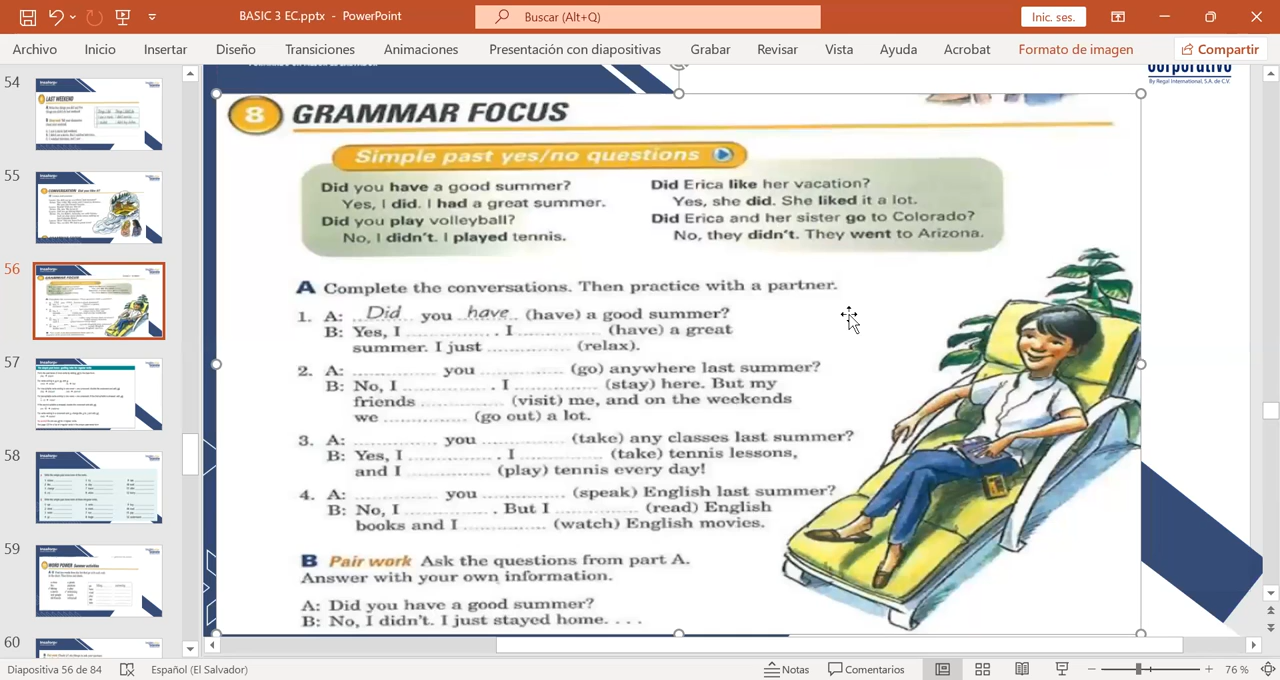 BASIC 3 EC.pptx - PowerPoint
Buscar (Alt+Q)
Inic. ses.
Archivo Inicio Insertar Diseño Transiciones Animaciones Presentación con diapositivas Grabar Revisar Vista Ayuda Acrobat Formato de imagen Compartir
54
55
56
57
58
59
60
Corporativo
By Regal International, S.A. de C.V.
8 GRAMMAR FOCUS
Simple past yes/no questions
Did you have a good summer?
Yes, I did. I had a great summer.
Did you play volleyball?
No, I didn't. I played tennis.
Did Erica like her vacation?
Yes, she did. She liked it a lot.
Did Erica and her sister go to Colorado?
No, they didn't. They went to Arizona.
A Complete the conversations. Then practice with a partner.
1. A: Did you have (have) a good summer?
B: Yes, I ............ . I ............ (have) a great
summer. I just ............ (relax).
2. A: ............ you ............ (go) anywhere last summer?
B: No, I ............ . I ............ (stay) here. But my
friends ............ (visit) me, and on the weekends
we ............ (go out) a lot.
3. A: ............ you ............ (take) any classes last summer?
B: Yes, I ............ . I ............ (take) tennis lessons,
and I ............ (play) tennis every day!
4. A: ............ you ............ (speak) English last summer?
B: No, I ............ . But I ............ (read) English
books and I ............ (watch) English movies.
B Pair work Ask the questions from part A.
Answer with your own information.
A: Did you have a good summer?
B: No, I didn't. I just stayed home. . . .
Diapositiva 56 de 84 Español (El Salvador) Notas Comentarios 76 %